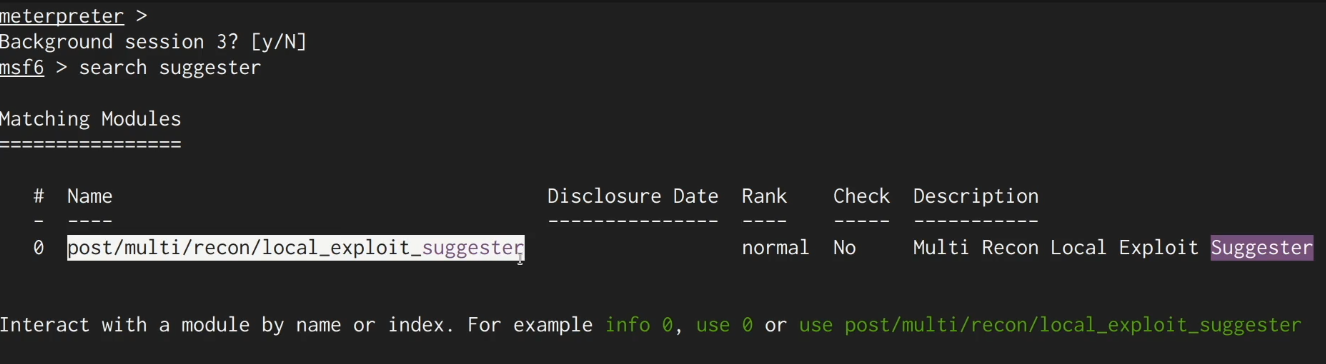 meterpreter >
Background session 3? [y/N]
msf6 > search suggester
Matching Modules
================
# Name Disclosure Date Rank Check Description
- ---- --------------- ---- ----- -----------
0 post/multi/recon/local_exploit_suggester normal No Multi Recon Local Exploit Suggester
Interact with a module by name or index. For example info 0, use 0 or use post/multi/recon/local_exploit_suggester